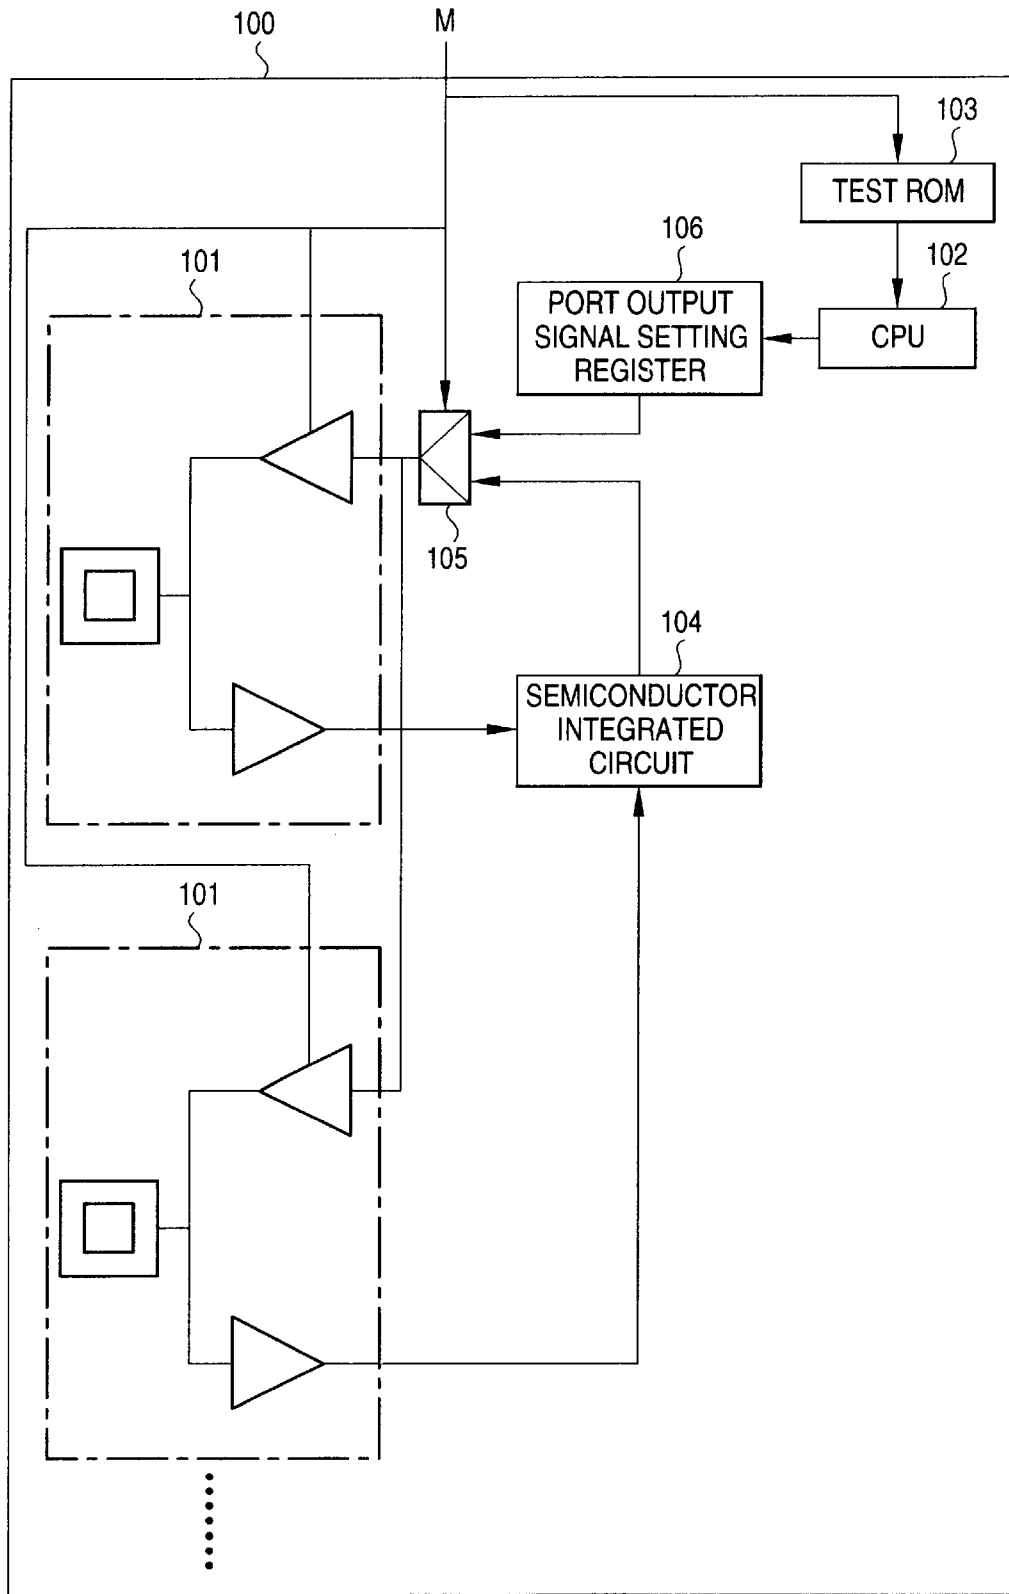 100
M
103
TEST ROM
106
102
101
PORT OUTPUT
SIGNAL SETTING
REGISTER
CPU
105
104
SEMICONDUCTOR
INTEGRATED
CIRCUIT
101